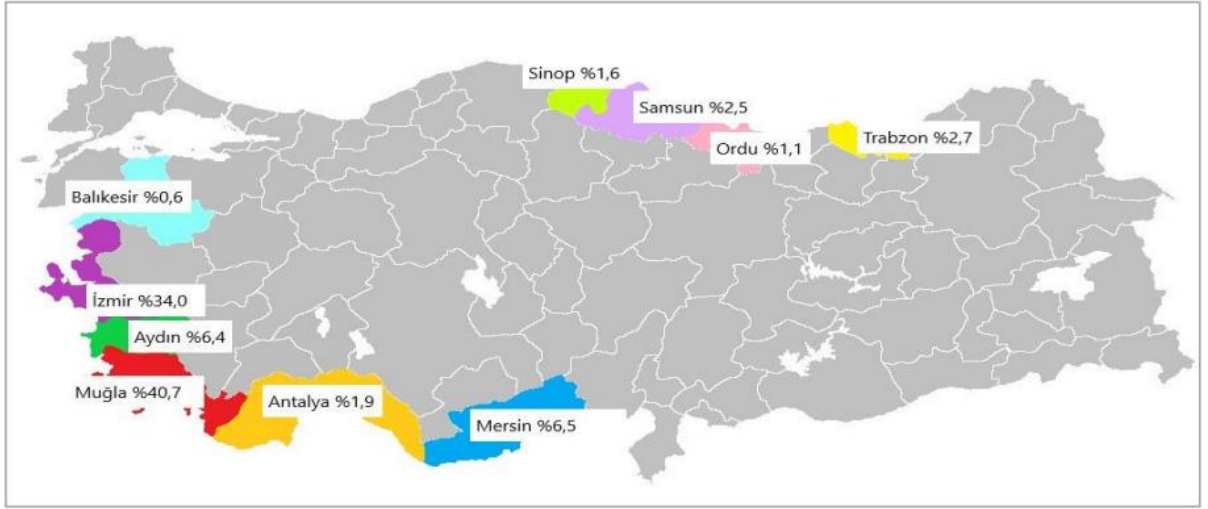 Sinop %1,6
Samsun %2,5
Ordu %1,1
Trabzon %2,7
Balıkesir %0,6
İzmir %34,0
Aydın %6,4
Muğla %40,7
Antalya %1,9
Mersin %6,5